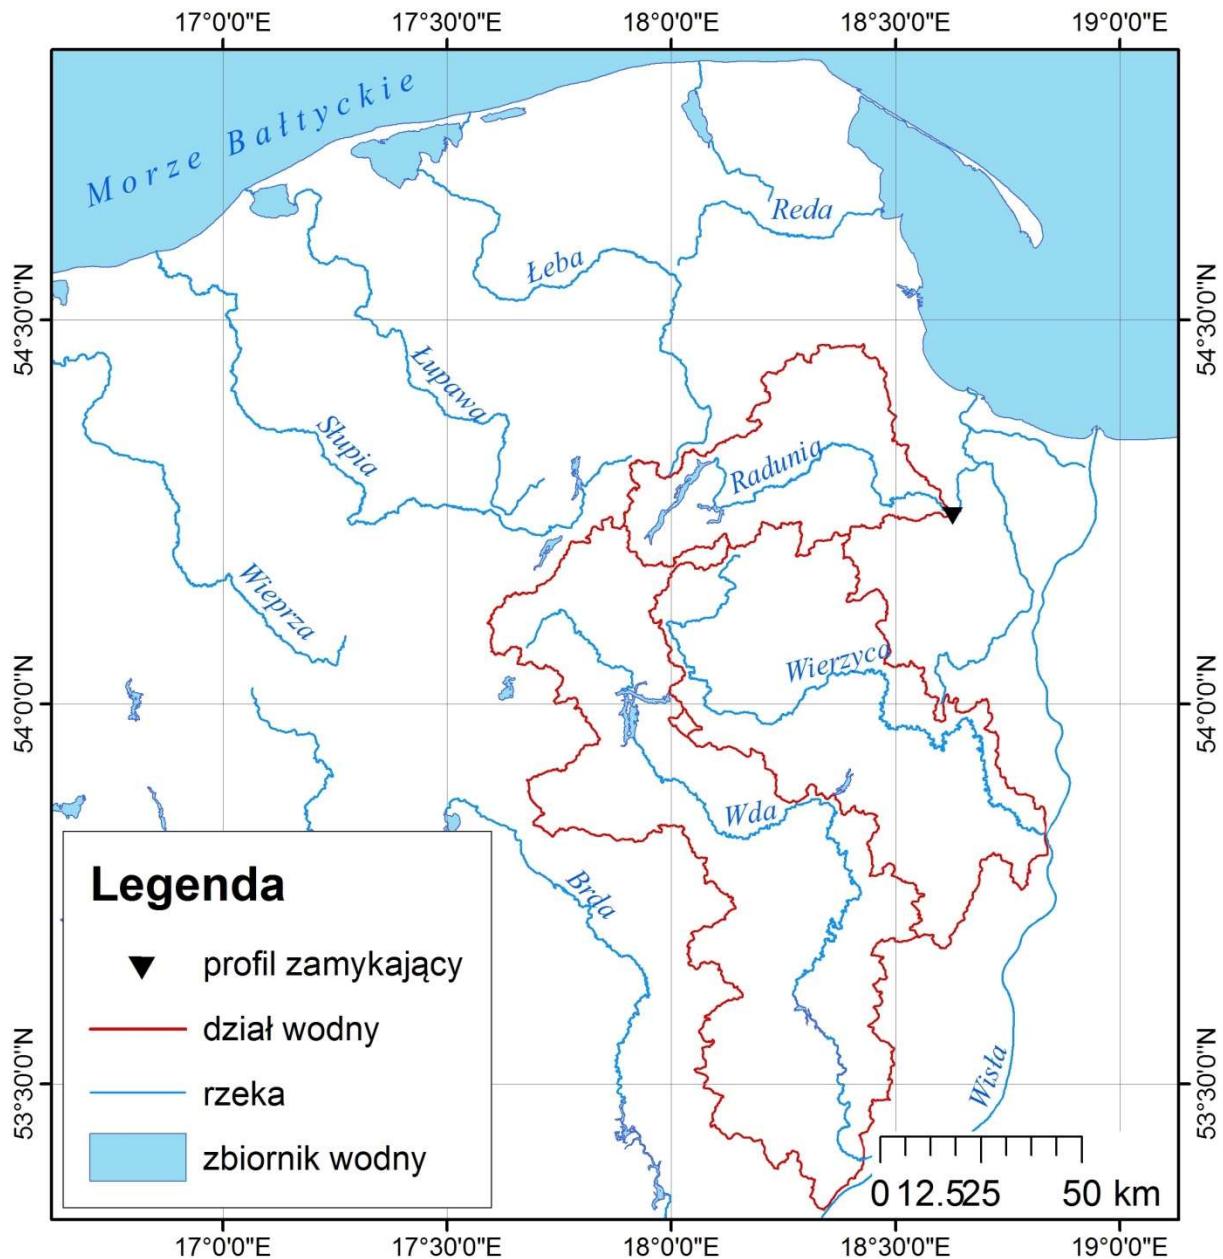 17°0'0"E 17°30'0"E 18°0'0"E 18°30'0"E 19°0'0"E
Morze Bałtyckie
Reda
Łeba
54°30'0"N 54°30'0"N
Łupawa
Słupia
Radunia
Wieprza
Wierzyca
54°0'0"N 54°0'0"N
Wda
Brda
Legenda
profil zamykający
dział wodny
rzeka
zbiornik wodny
Wisła
53°30'0"N 53°30'0"N
0 12.5 25 50 km
17°0'0"E 17°30'0"E 18°0'0"E 18°30'0"E 19°0'0"E